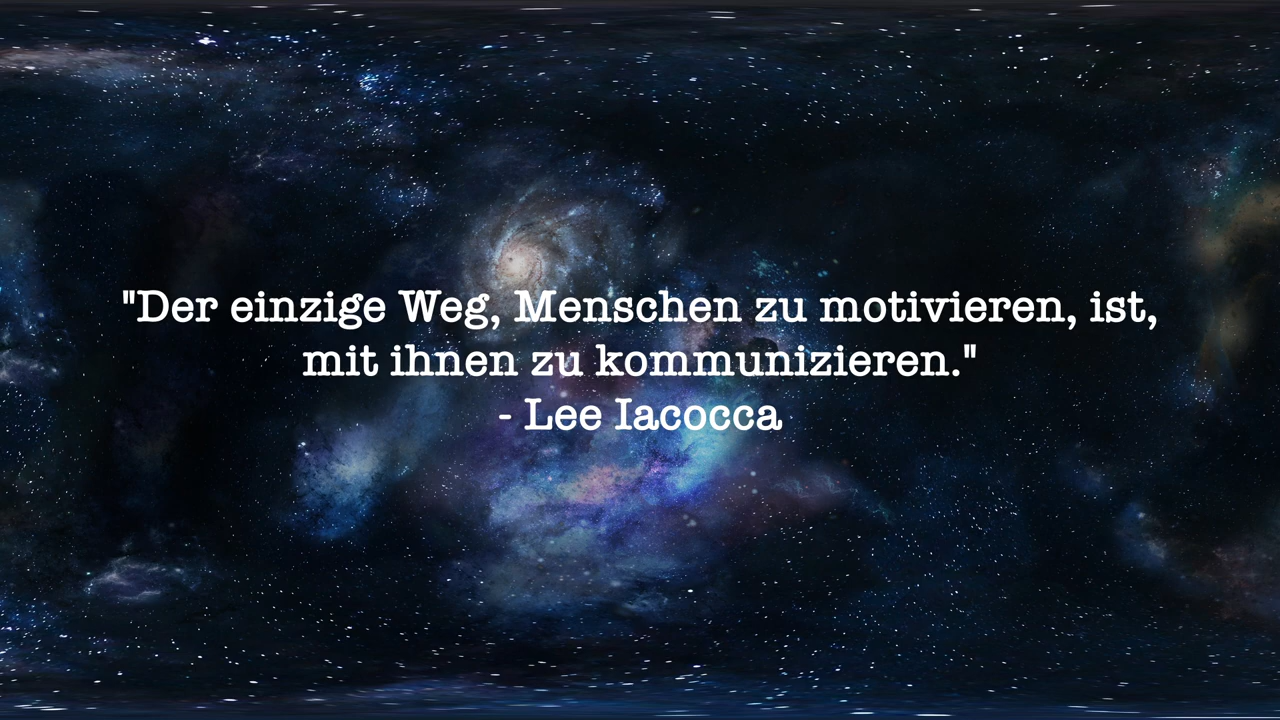 "Der einzige Weg, Menschen zu motivieren, ist,
mit ihnen zu kommunizieren."
- Lee Iacocca